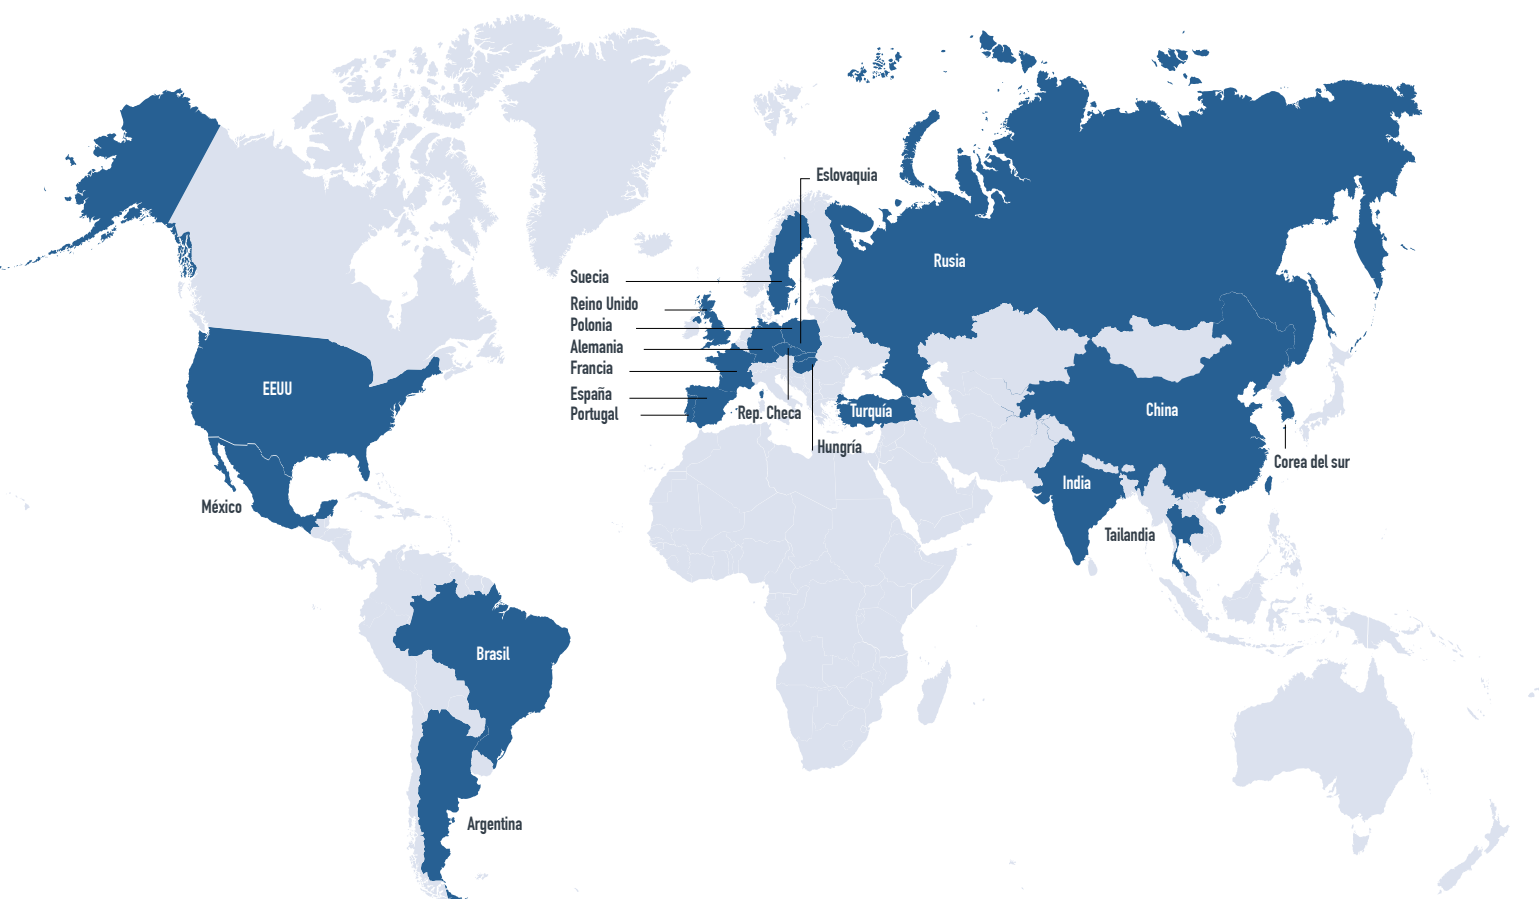 Eslovaquia
Rusia
Suecia
Reino Unido
Polonia
Alemania
Francia
España
Portugal
Rep. Checa
Turquía
Hungría
EEUU
México
China
Corea del sur
India
Tailandia
Brasil
Argentina